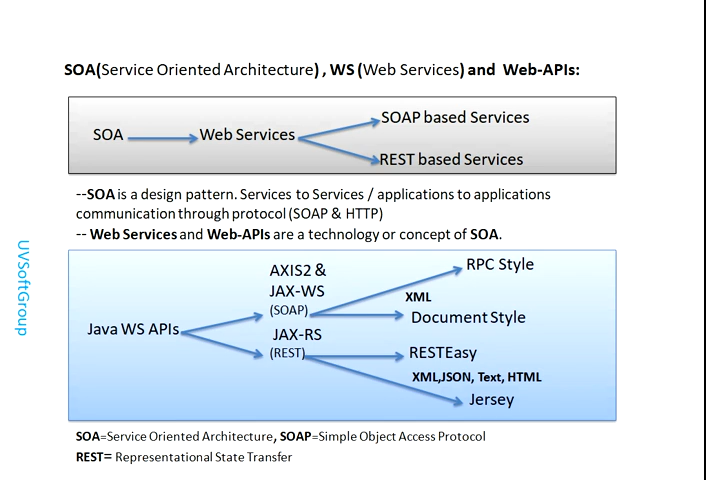 SOA(Service Oriented Architecture) , WS (Web Services) and Web-APIs:
SOA
Web Services
SOAP based Services
REST based Services
--SOA is a design pattern. Services to Services / applications to applications
communication through protocol (SOAP & HTTP)
-- Web Services and Web-APIs are a technology or concept of SOA.
UVSoftGroup
Java WS APIs
AXIS2 &
JAX-WS
(SOAP)
JAX-RS
(REST)
RPC Style
XML
Document Style
RESTEasy
XML,JSON, Text, HTML
Jersey
SOA=Service Oriented Architecture, SOAP=Simple Object Access Protocol
REST= Representational State Transfer